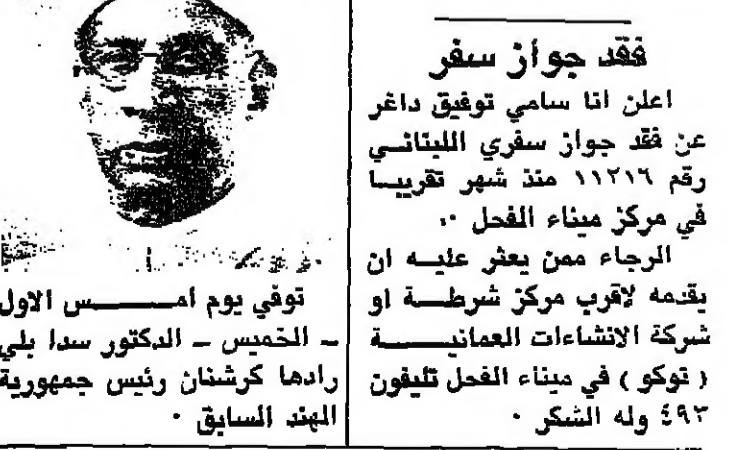 فقد جواز سفر
اعلن انا سامي توفيق داغر
عن فقد جواز سفري اللبناني
رقم ١١٢١٦ منذ شهر تقريبا
في مركز ميناء الفحل ٠٠
الرجاء ممن يعثر عليه ان
يقدمه لاقرب مركز شرطة او
شركة الانشاءات العمانية
( توكو ) في ميناء الفحل تليفون
٤٩٣ وله الشكر ٠
توفي يوم امس الاول
ـ الخميس ـ الدكتور سدا بلي
رادها كرشنان رئيس جمهورية
الهند السابق ٠